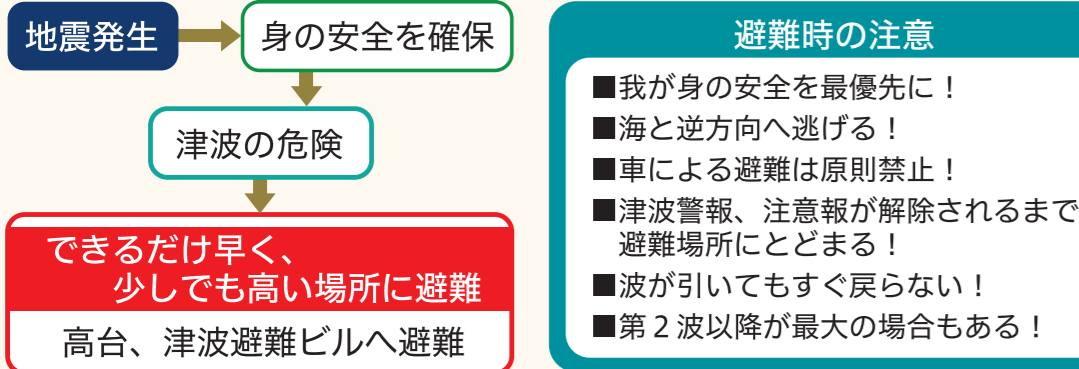 地震発生
身の安全を確保
津波の危険
できるだけ早く、
少しでも高い場所に避難
高台、津波避難ビルへ避難
避難時の注意
■我が身の安全を最優先に！
■海と逆方向へ逃げる！
■車による避難は原則禁止！
■津波警報、注意報が解除されるまで
避難場所にとどまる！
■波が引いてもすぐ戻らない！
■第２波以降が最大の場合もある！